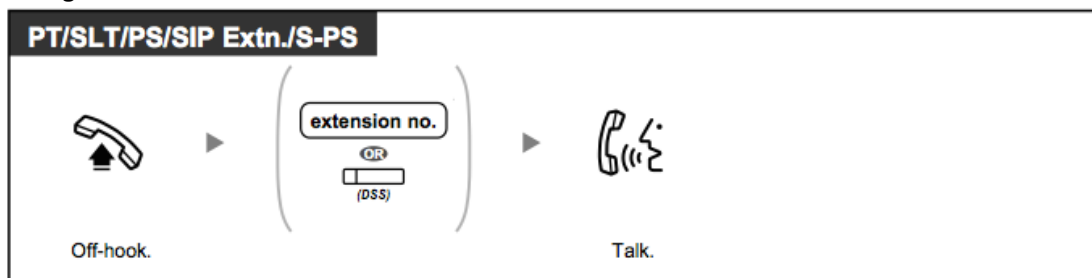 PT/SLT/PS/SIP Extn./S-PS
extension no.
OR
(DSS)
Off-hook.
Talk.